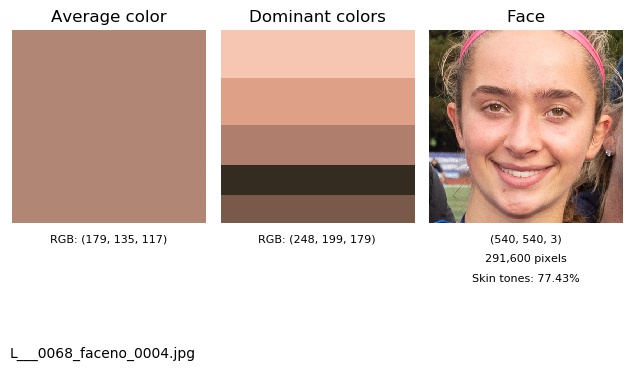 Average color
Dominant colors
Face
RGB: (179, 135, 117)
RGB: (248, 199, 179)
(540, 540, 3)
291,600 pixels
Skin tones: 77.43%
L___0068_faceno_0004.jpg